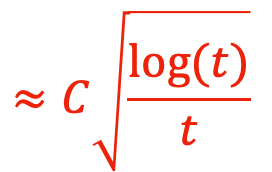 ≈ C √(log(t)/t)